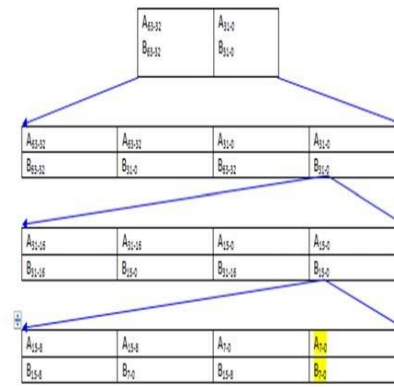 A63-32 A31-0
B63-32 B31-0
A63-32 A63-32 A31-0 A31-0
B63-32 B31-0 B63-32 B31-0
A31-16 A31-16 A15-0 A15-0
B31-16 B15-0 B31-16 B15-0
A15-8 A15-8 A7-0 A7-0
B15-8 B7-0 B15-8 B7-0